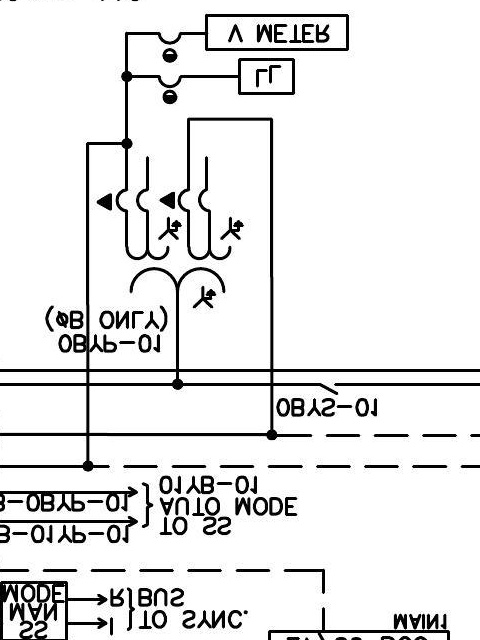 SS
MAN
MODE
I
R
TO SYNC.
BUS
MAIN1
B-01YP-01
B-0BYP-01
TO SS
AUTO MODE
01YB-01
0BYS-01
0BYP-01
(øB ONLY)
LL
V METER